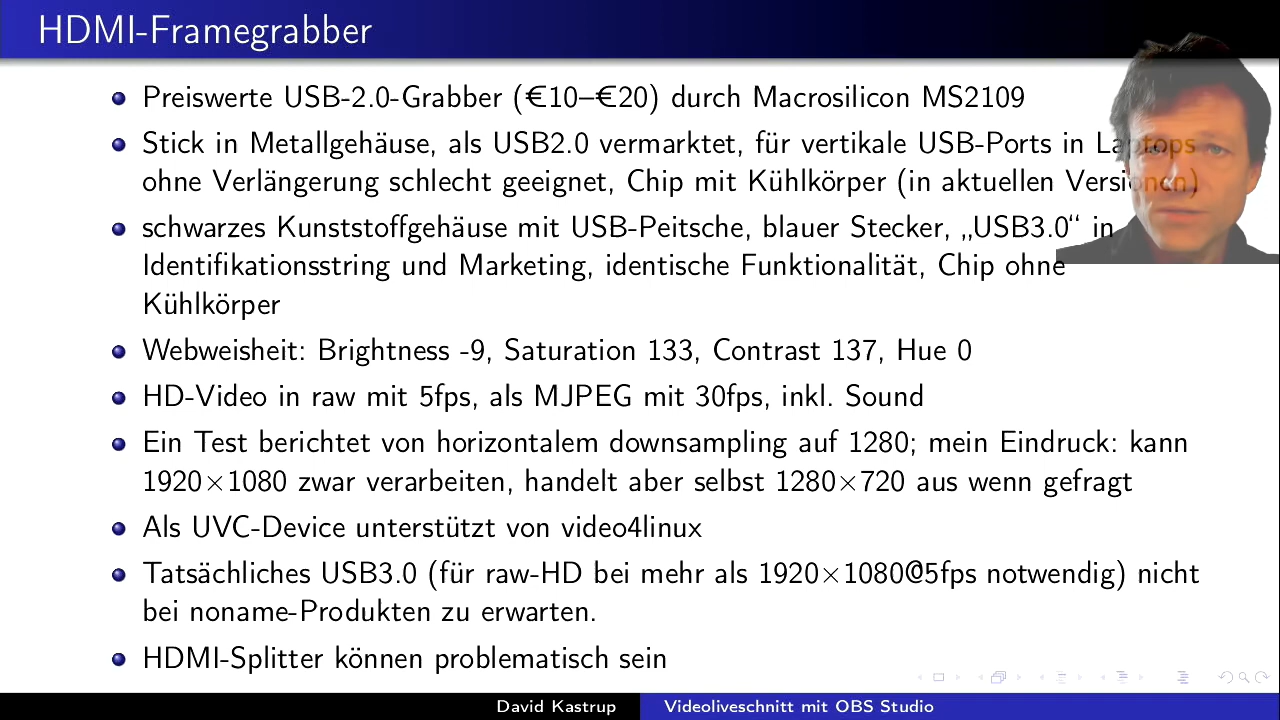 HDMI-Framegrabber
Preiswerte USB-2.0-Grabber (€10–€20) durch Macrosilicon MS2109
Stick in Metallgehäuse, als USB2.0 vermarktet, für vertikale USB-Ports in Laptops
ohne Verlängerung schlecht geeignet, Chip mit Kühlkörper (in aktuellen Versionen)
schwarzes Kunststoffgehäuse mit USB-Peitsche, blauer Stecker, „USB3.0“ in
Identifikationsstring und Marketing, identische Funktionalität, Chip ohne
Kühlkörper
Webweisheit: Brightness -9, Saturation 133, Contrast 137, Hue 0
HD-Video in raw mit 5fps, als MJPEG mit 30fps, inkl. Sound
Ein Test berichtet von horizontalem downsampling auf 1280; mein Eindruck: kann
1920×1080 zwar verarbeiten, handelt aber selbst 1280×720 aus wenn gefragt
Als UVC-Device unterstützt von video4linux
Tatsächliches USB3.0 (für raw-HD bei mehr als 1920×1080@5fps notwendig) nicht
bei noname-Produkten zu erwarten.
HDMI-Splitter können problematisch sein
David Kastrup
Videoliveschnitt mit OBS Studio